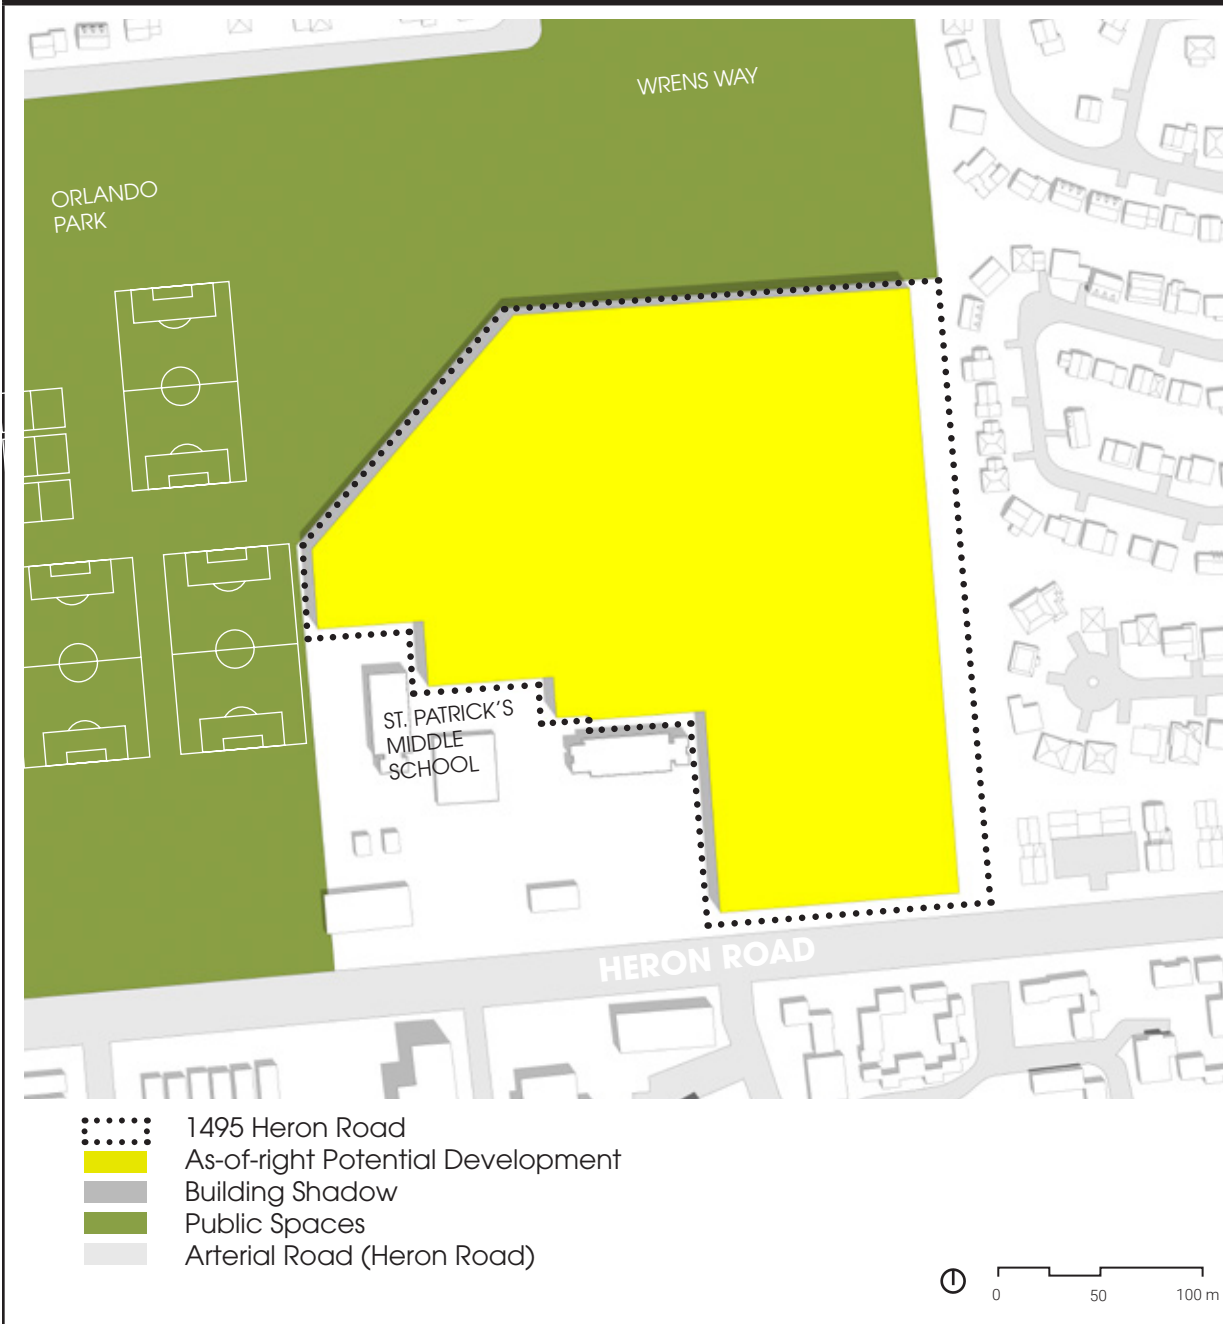 WRENS WAY
ORLANDO
PARK
ST. PATRICK'S
MIDDLE
SCHOOL
HERON ROAD
1495 Heron Road
As-of-right Potential Development
Building Shadow
Public Spaces
Arterial Road (Heron Road)
0 50 100 m